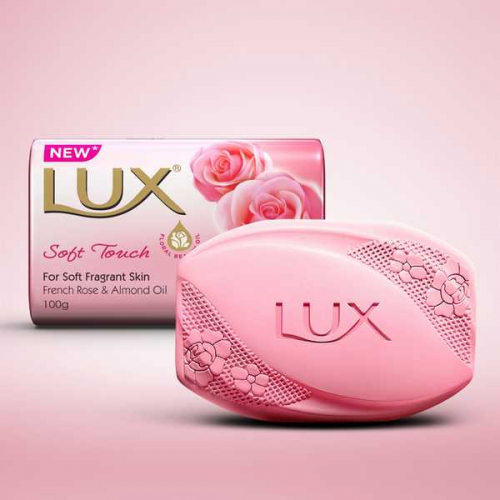 NEW*
LUX®
Soft Touch
For Soft Fragrant Skin
French Rose & Almond Oil
100g
LUX